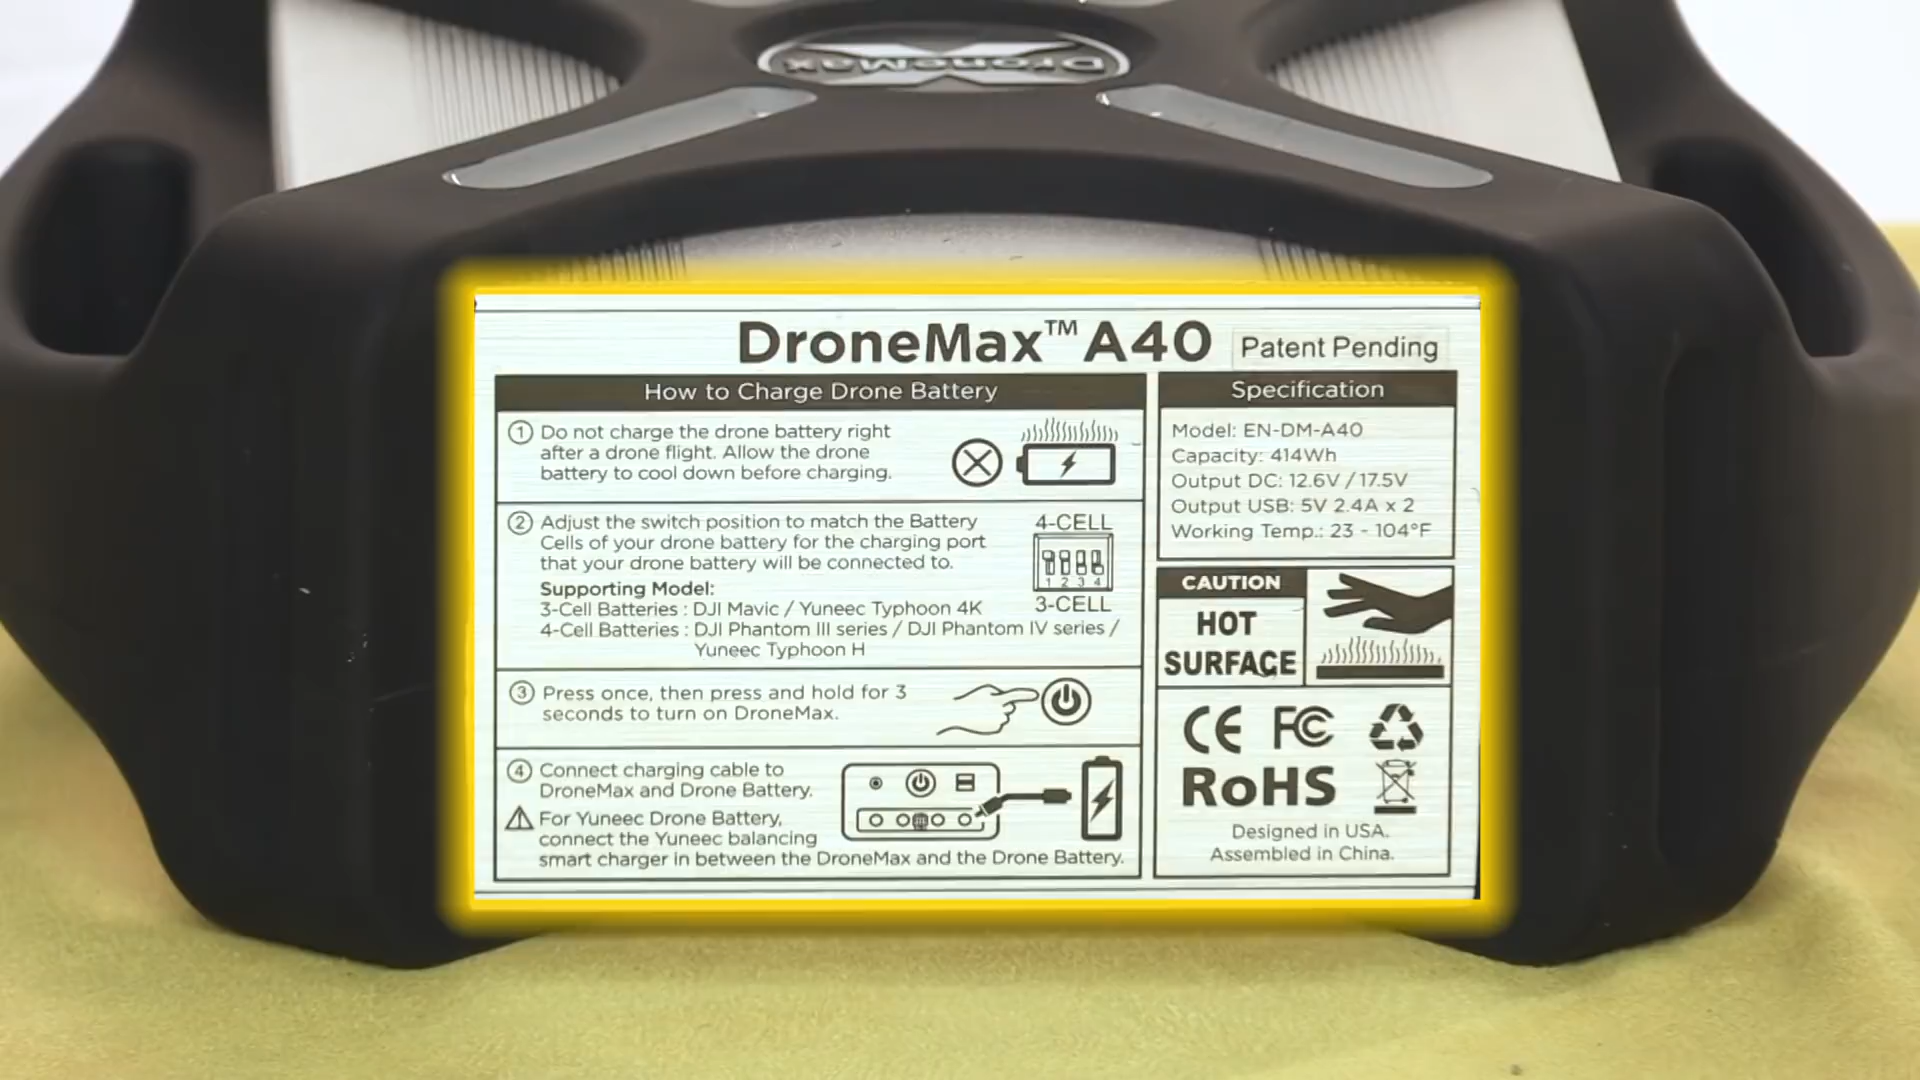 DroneMax
DroneMax™ A40 Patent Pending
How to Charge Drone Battery
1 Do not charge the drone battery right
after a drone flight. Allow the drone
battery to cool down before charging.
2 Adjust the switch position to match the Battery
Cells of your drone battery for the charging port
that your drone battery will be connected to.
Supporting Model:
3-Cell Batteries : DJI Mavic / Yuneec Typhoon 4K
4-Cell Batteries : DJI Phantom III series / DJI Phantom IV series /
Yuneec Typhoon H
4-CELL
1 2 3 4
3-CELL
3 Press once, then press and hold for 3
seconds to turn on DroneMax.
4 Connect charging cable to
DroneMax and Drone Battery.
For Yuneec Drone Battery,
connect the Yuneec balancing
smart charger in between the DroneMax and the Drone Battery.
Specification
Model: EN-DM-A40
Capacity: 414Wh
Output DC: 12.6V / 17.5V
Output USB: 5V 2.4A x 2
Working Temp.: 23 - 104°F
CAUTION
HOT
SURFACE
CE FC
RoHS
Designed in USA.
Assembled in China.